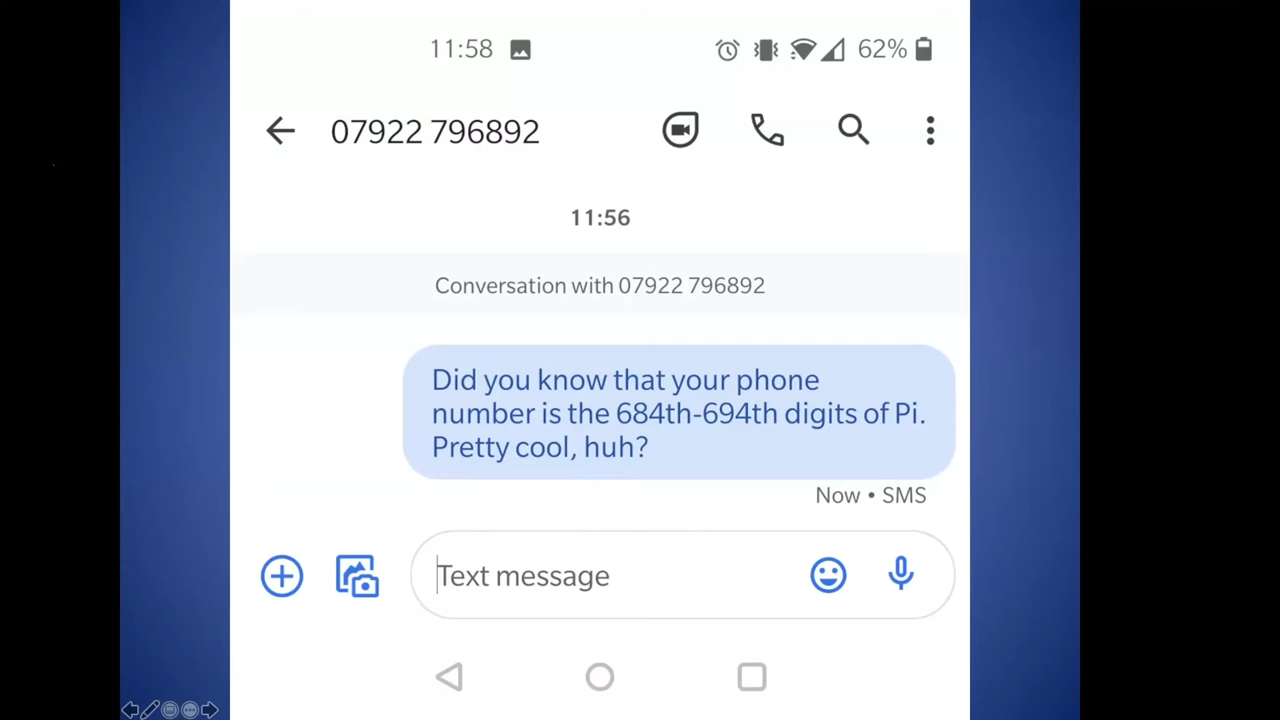 11:58 62%
07922 796892
11:56
Conversation with 07922 796892
Did you know that your phone
number is the 684th-694th digits of Pi.
Pretty cool, huh?
Now • SMS
Text message